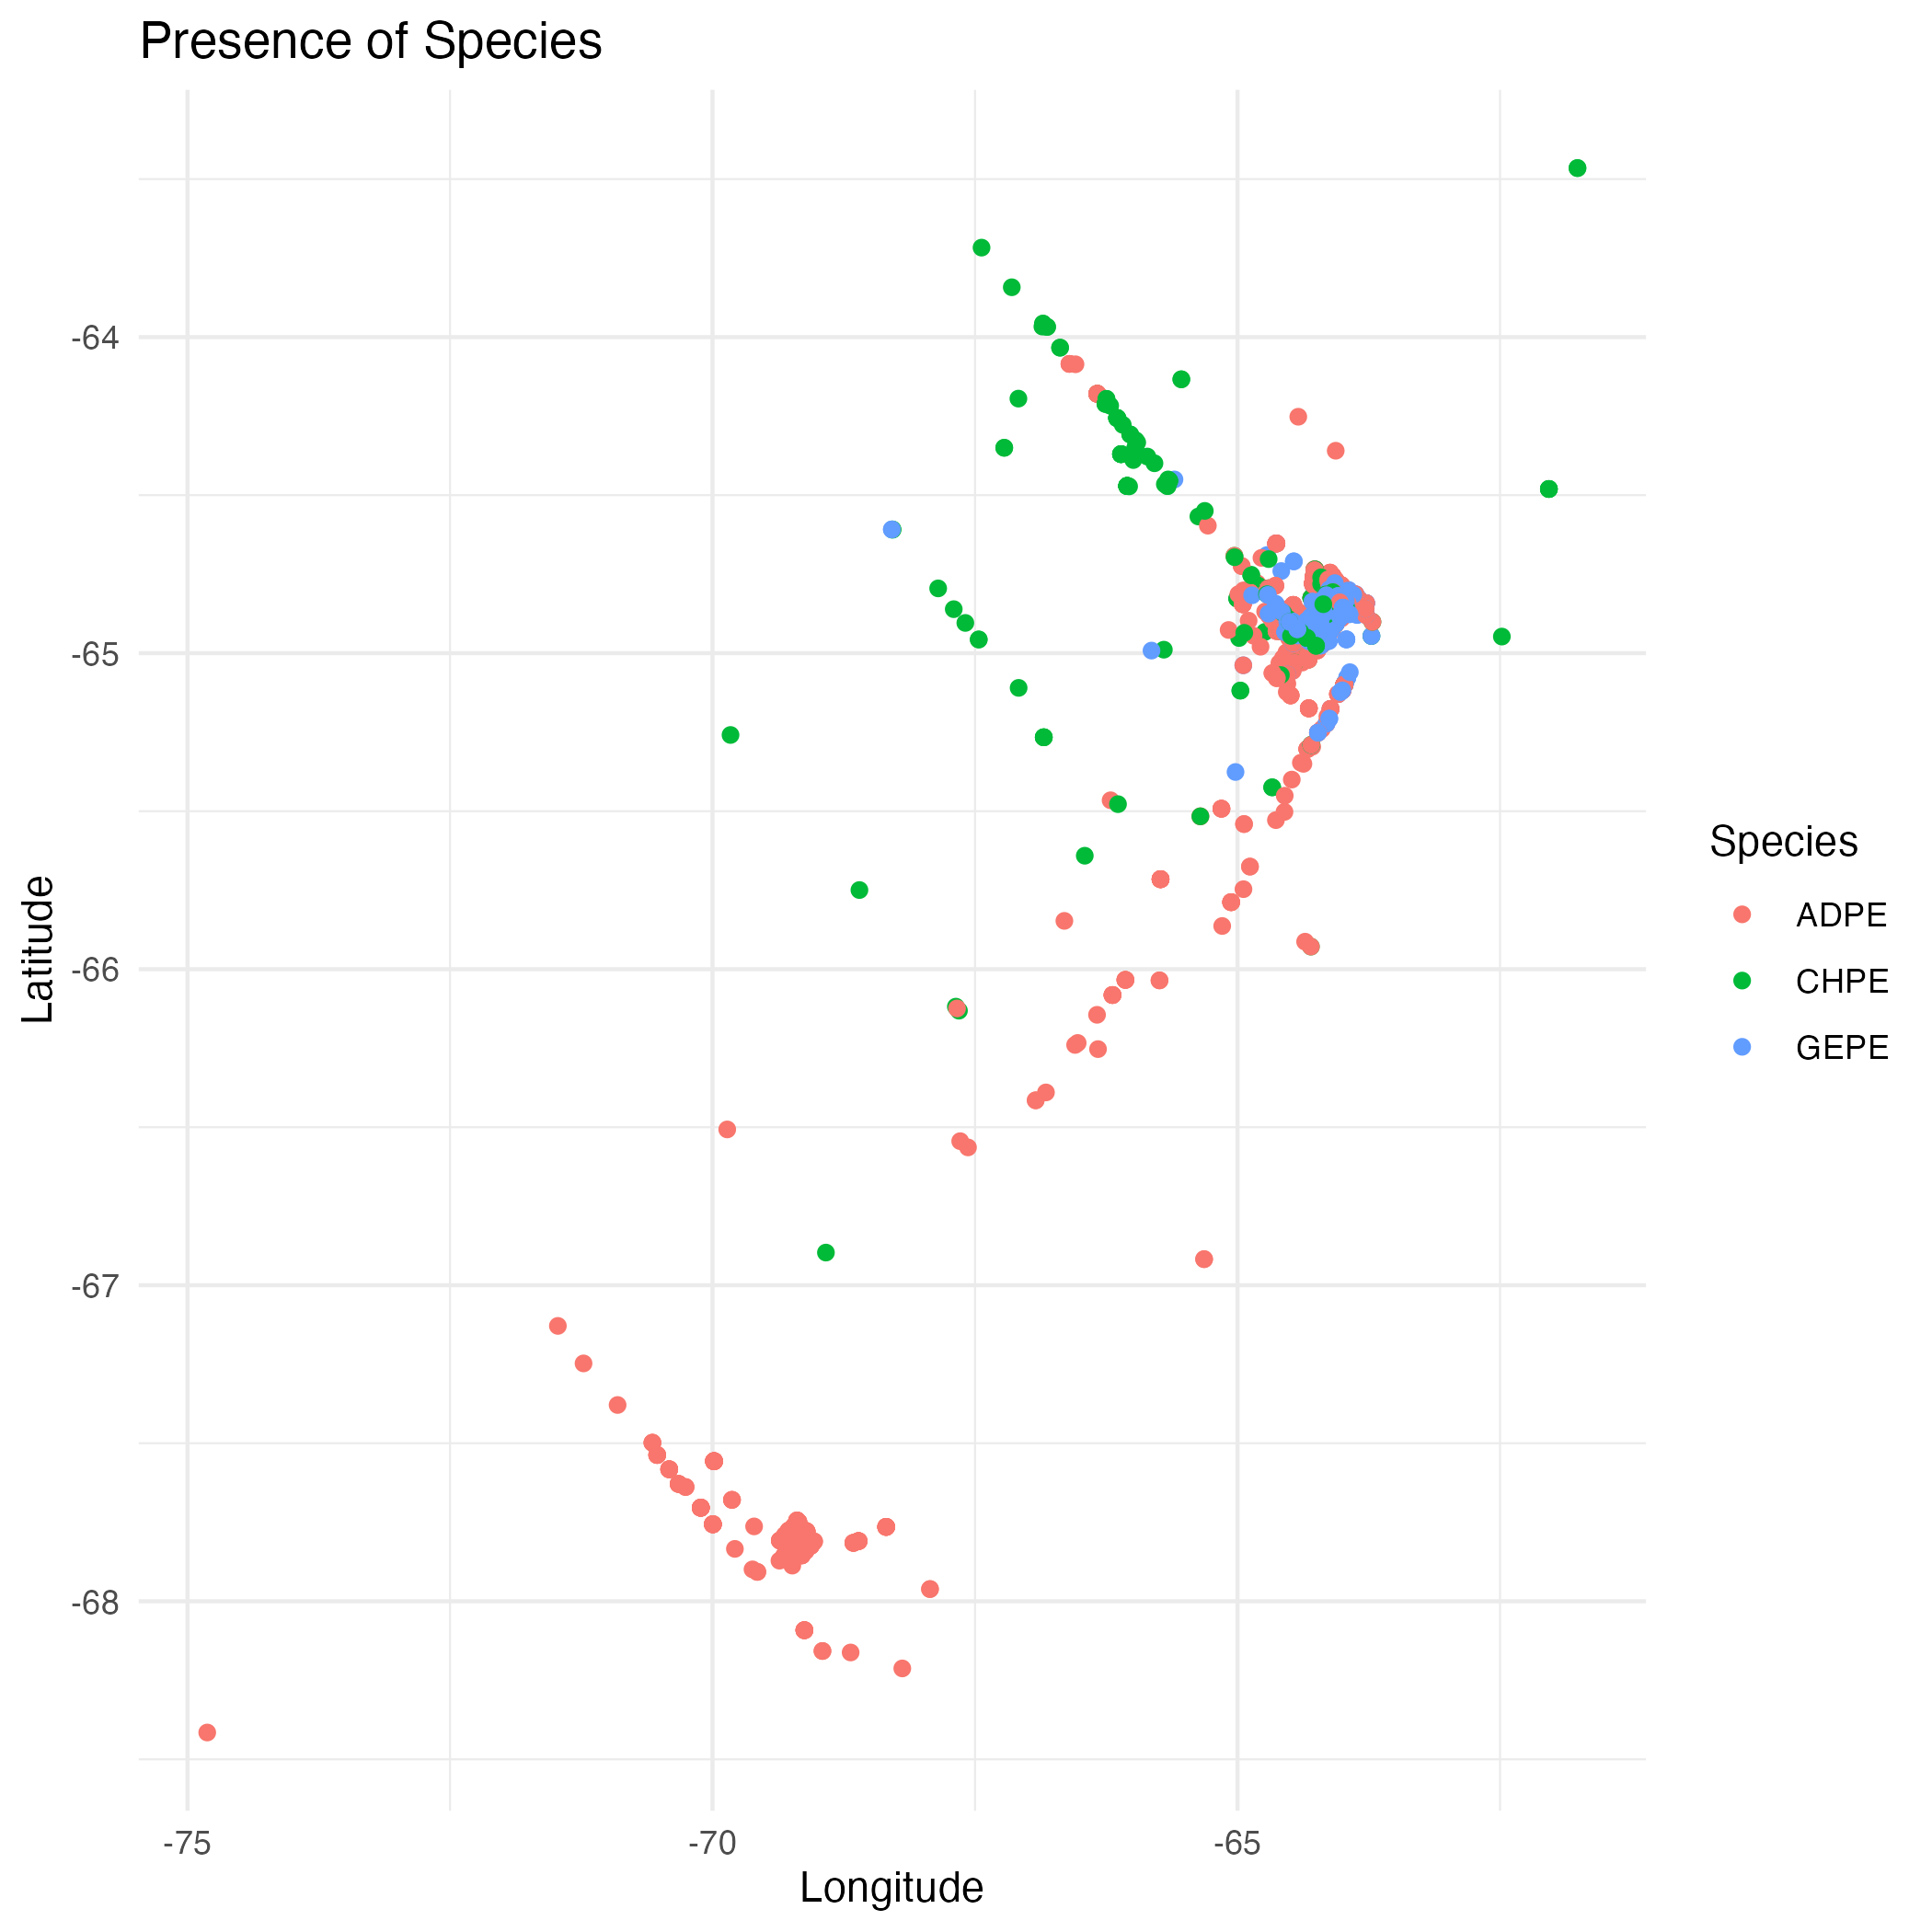 Presence of Species
-64
-65
-66
-67
-68
Latitude
-75
-70
-65
Longitude
Species
ADPE
CHPE
GEPE